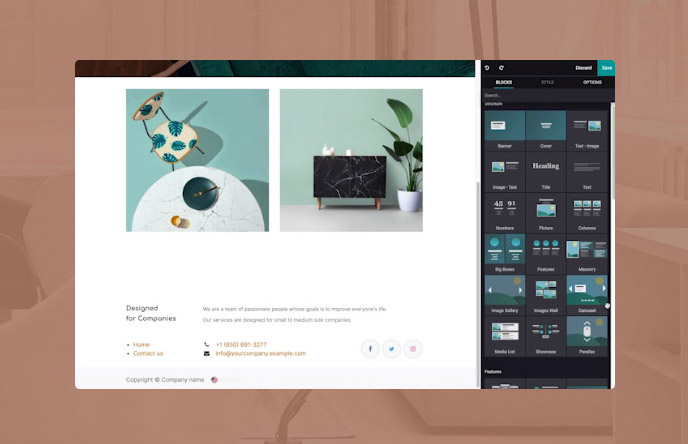 Discard
Save
BLOCKS
STYLE
OPTIONS
Search...
Structure
Banner
Cover
Text - Image
Heading
Image - Text
Title
Text
45 91
Numbers
Picture
Columns
Big Boxes
Features
Masonry
Image Gallery
Images Wall
Carousel
Media List
Showcase
Parallax
Features
Designed
for Companies
We are a team of passionate people whose goals is to improve everyone's life.
Our services are designed for small to medium size companies.
Home
Contact us
+1 (650) 691-3277
info@yourcompany.example.com
Copyright © Company name